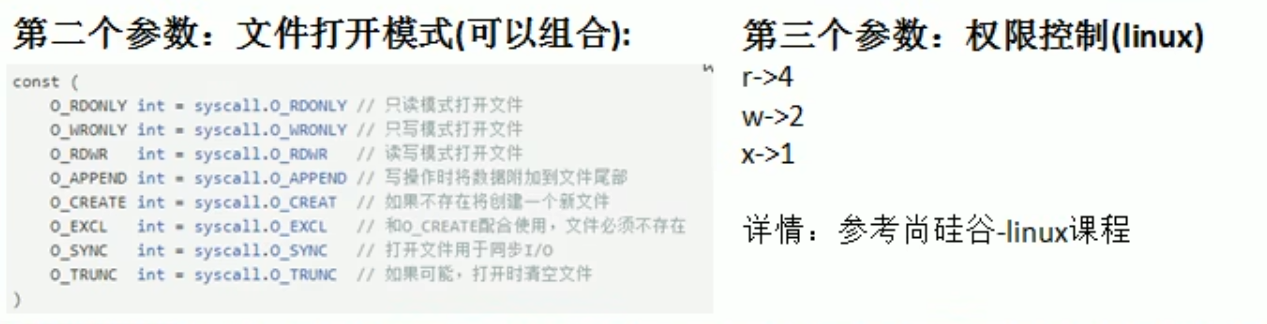 第二个参数：文件打开模式(可以组合):
const (
O_RDONLY int = syscall.O_RDONLY // 只读模式打开文件
O_WRONLY int = syscall.O_WRONLY // 只写模式打开文件
O_RDWR int = syscall.O_RDWR // 读写模式打开文件
O_APPEND int = syscall.O_APPEND // 写操作时将数据附加到文件尾部
O_CREATE int = syscall.O_CREAT // 如果不存在将创建一个新文件
O_EXCL int = syscall.O_EXCL // 和O_CREATE配合使用，文件必须不存在
O_SYNC int = syscall.O_SYNC // 打开文件用于同步I/O
O_TRUNC int = syscall.O_TRUNC // 如果可能，打开时清空文件
)
第三个参数：权限控制(linux)
r->4
w->2
x->1
详情：参考尚硅谷-linux课程